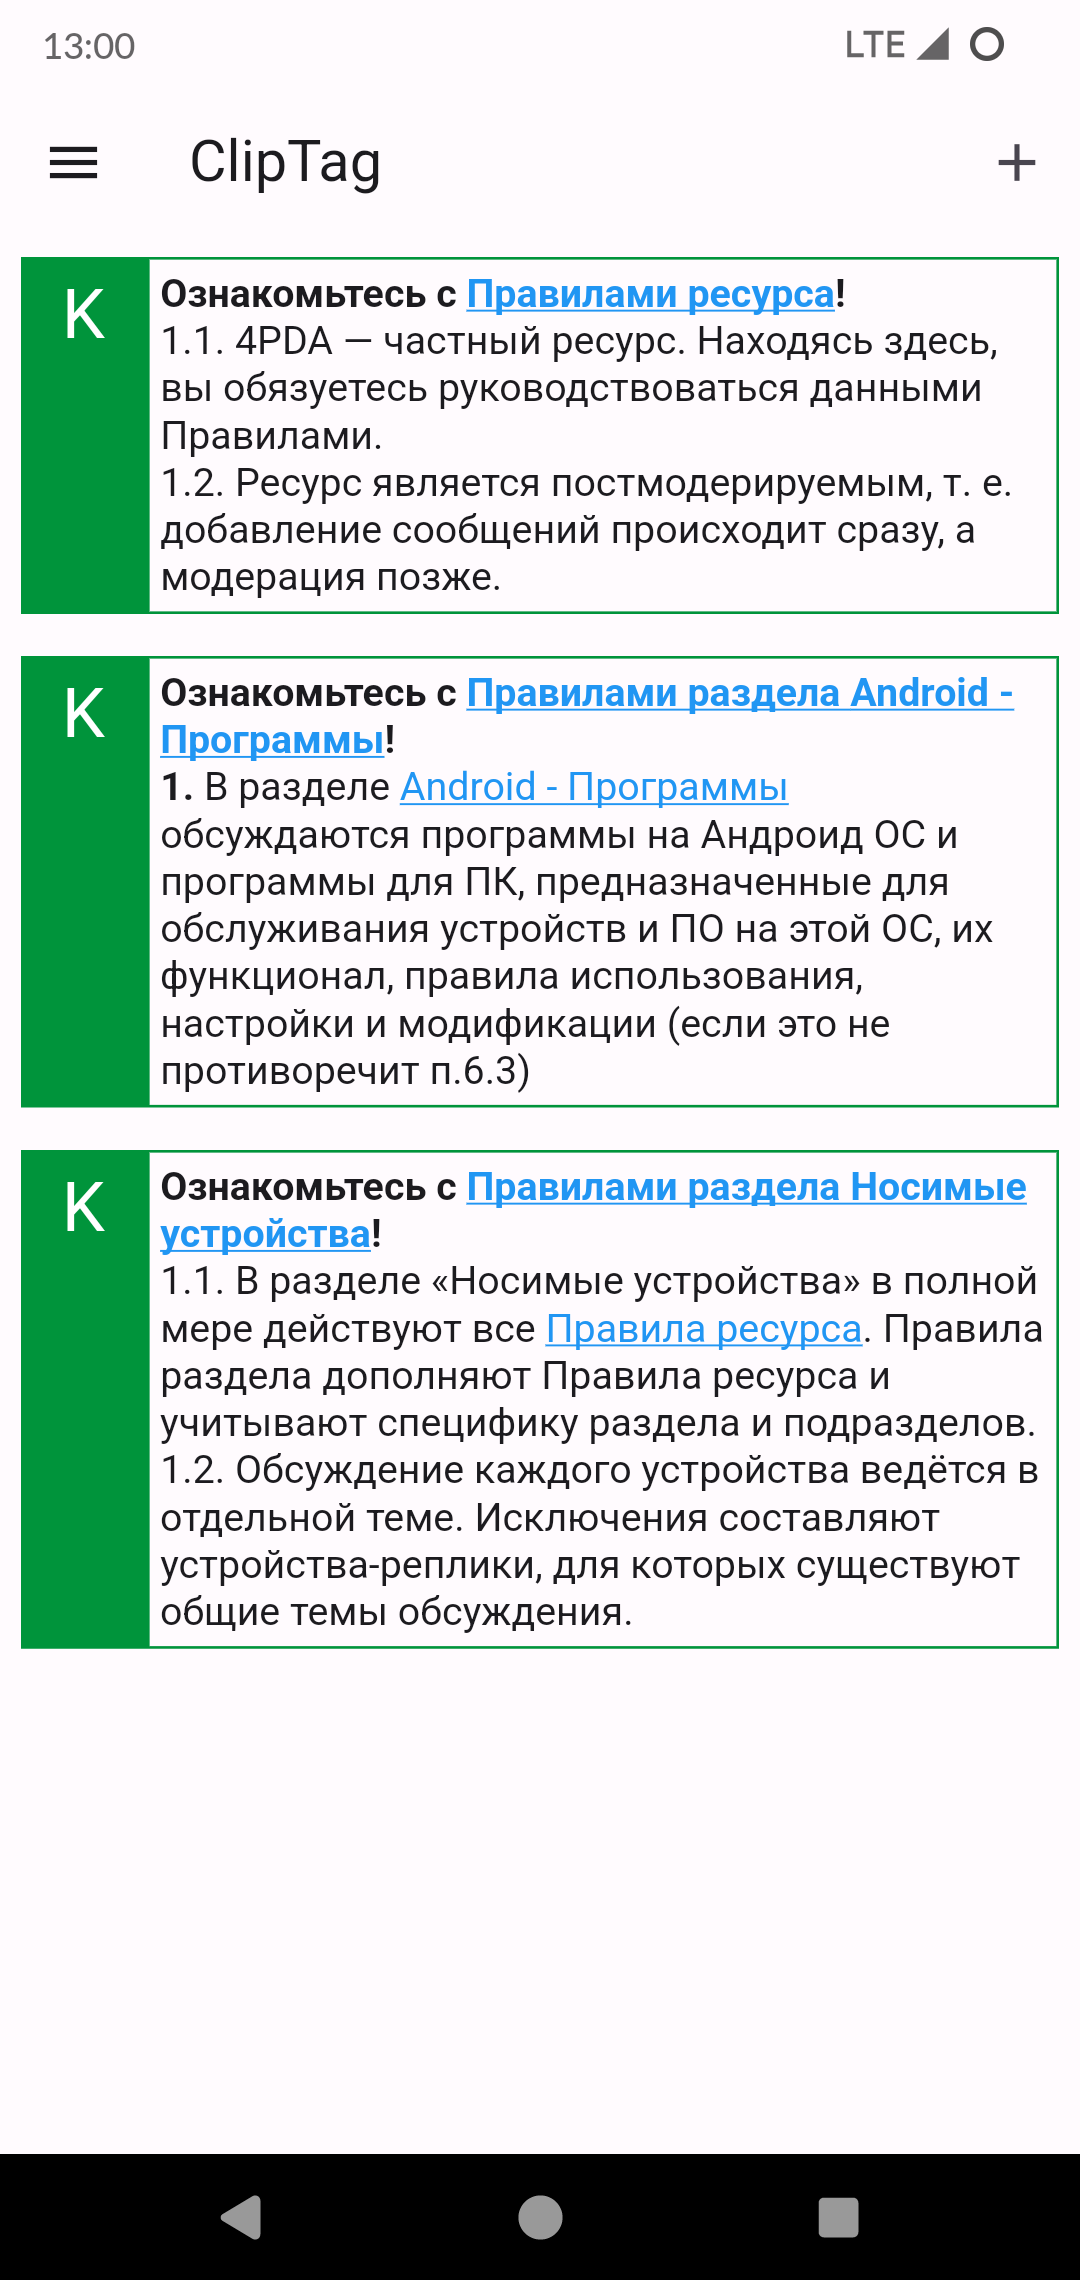 13:00
LTE
ClipTag
+
K
Ознакомьтесь с Правилами ресурса!
1.1. 4PDA — частный ресурс. Находясь здесь,
вы обязуетесь руководствоваться данными
Правилами.
1.2. Ресурс является постмодерируемым, т. е.
добавление сообщений происходит сразу, а
модерация позже.
K
Ознакомьтесь с Правилами раздела Android -
Программы!
1. В разделе Android - Программы
обсуждаются программы на Андроид ОС и
программы для ПК, предназначенные для
обслуживания устройств и ПО на этой ОС, их
функционал, правила использования,
настройки и модификации (если это не
противоречит п.6.3)
K
Ознакомьтесь с Правилами раздела Носимые
устройства!
1.1. В разделе «Носимые устройства» в полной
мере действуют все Правила ресурса. Правила
раздела дополняют Правила ресурса и
учитывают специфику раздела и подразделов.
1.2. Обсуждение каждого устройства ведётся в
отдельной теме. Исключения составляют
устройства-реплики, для которых существуют
общие темы обсуждения.